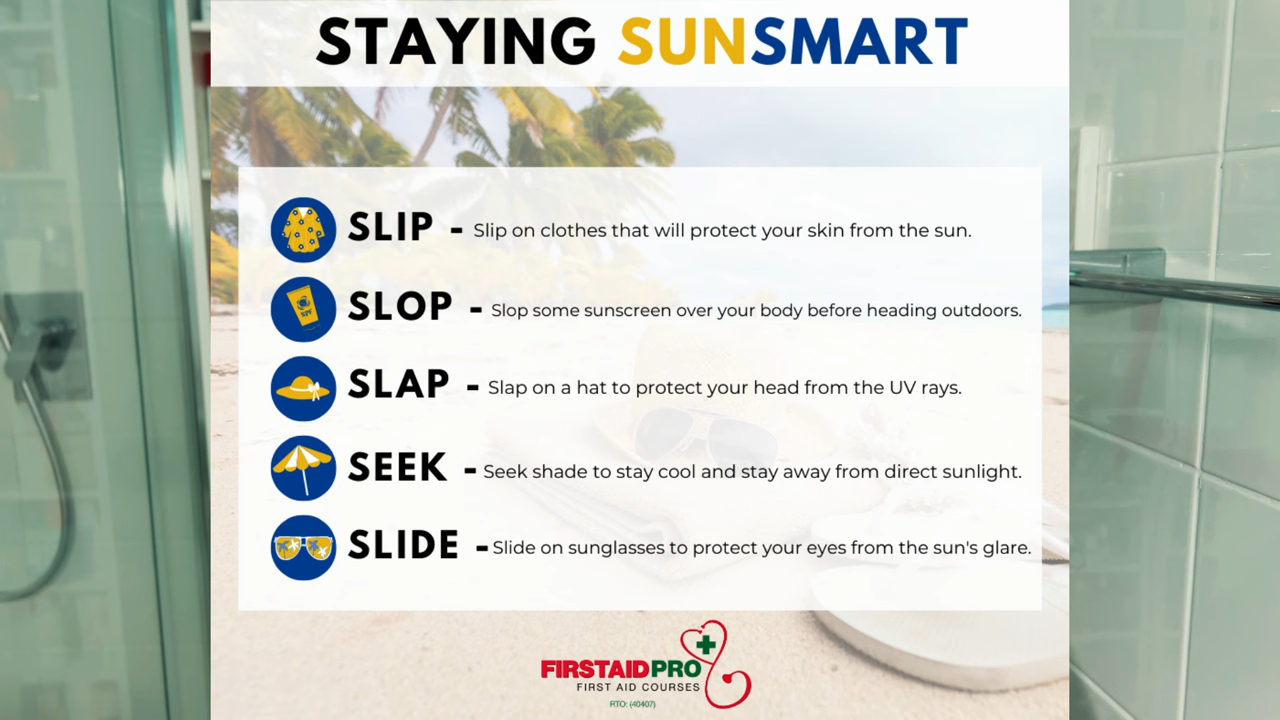 STAYING SUNSMART
SLIP - Slip on clothes that will protect your skin from the sun.
SPF
SLOP - Slop some sunscreen over your body before heading outdoors.
SLAP - Slap on a hat to protect your head from the UV rays.
SEEK - Seek shade to stay cool and stay away from direct sunlight.
SLIDE - Slide on sunglasses to protect your eyes from the sun's glare.
FIRSTAIDPRO
FIRST AID COURSES
RTO: (40407)